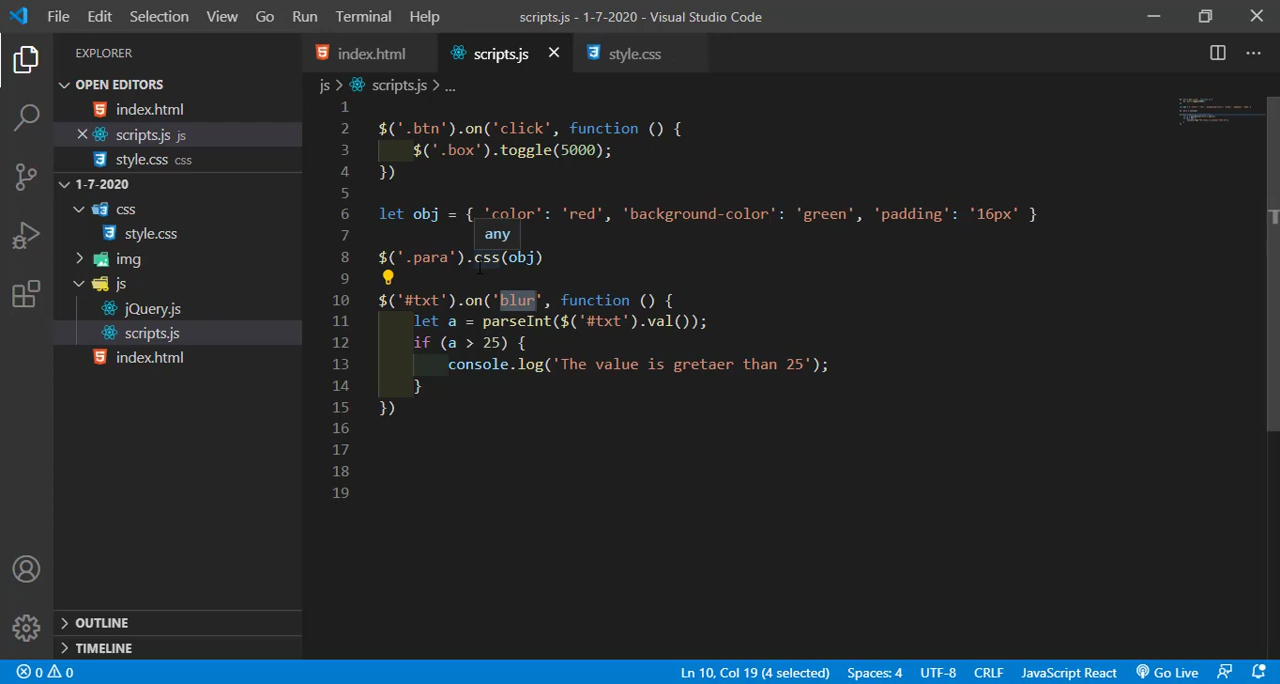 File Edit Selection View Go Run Terminal Help scripts.js - 1-7-2020 - Visual Studio Code
EXPLORER
OPEN EDITORS
index.html
scripts.js js
style.css css
1-7-2020
css
style.css
img
js
jQuery.js
scripts.js
index.html
OUTLINE
TIMELINE
index.html scripts.js style.css
js > scripts.js > ...
1
2 $('.btn').on('click', function () {
3 $('.box').toggle(5000);
4 })
5
6 let obj = { 'color': 'red', 'background-color': 'green', 'padding': '16px' }
7 any
8 $('.para').css(obj)
9
10 $('#txt').on('blur', function () {
11 let a = parseInt($('#txt').val());
12 if (a > 25) {
13 console.log('The value is gretaer than 25');
14 }
15 })
16
17
18
19
0 0 Ln 10, Col 19 (4 selected) Spaces: 4 UTF-8 CRLF JavaScript React Go Live